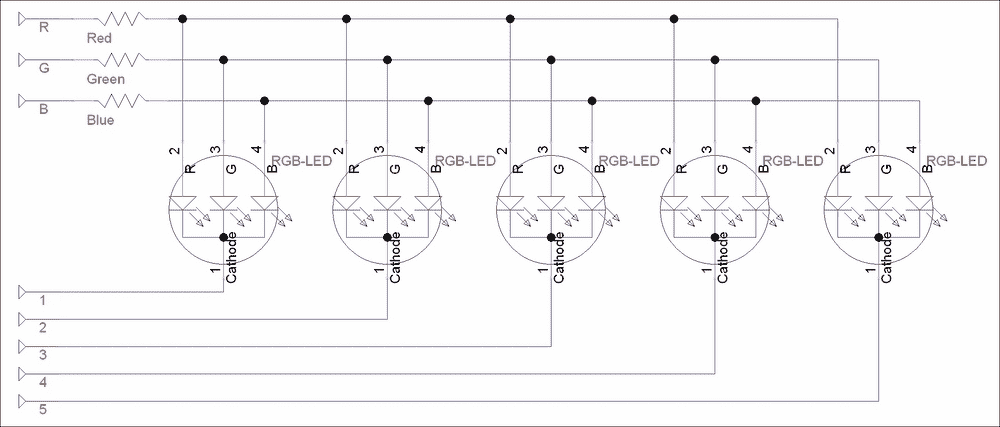 R
Red
G
Green
B
Blue
2 3 4 RGB-LED
2 3 4 RGB-LED
2 3 4 RGB-LED
2 3 4 RGB-LED
2 3 4 RGB-LED
R G B
R G B
R G B
R G B
R G B
1 Cathode
1 Cathode
1 Cathode
1 Cathode
1 Cathode
1
2
3
4
5